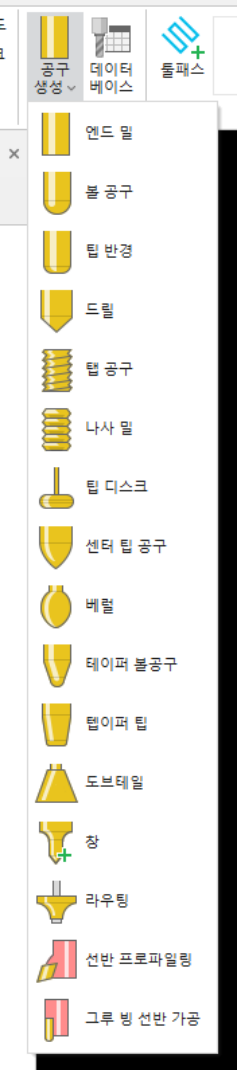 공구
생성
데이터
베이스
툴패스
엔드 밀
볼 공구
팁 반경
드릴
탭 공구
나사 밀
팁 디스크
센터 팁 공구
베럴
테이퍼 볼공구
텝이퍼 팁
도브테일
창
라우팅
선반 프로파일링
그루 빙 선반 가공